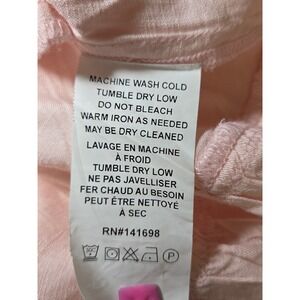 MACHINE WASH COLD
TUMBLE DRY LOW
DO NOT BLEACH
WARM IRON AS NEEDED
MAY BE DRY CLEANED
LAVAGE EN MACHINE
À FROID
TUMBLE DRY LOW
NE PAS JAVELLISER
FER CHAUD AU BESOIN
PEUT ÊTRE NETTOYÉ
À SEC
RN#141698